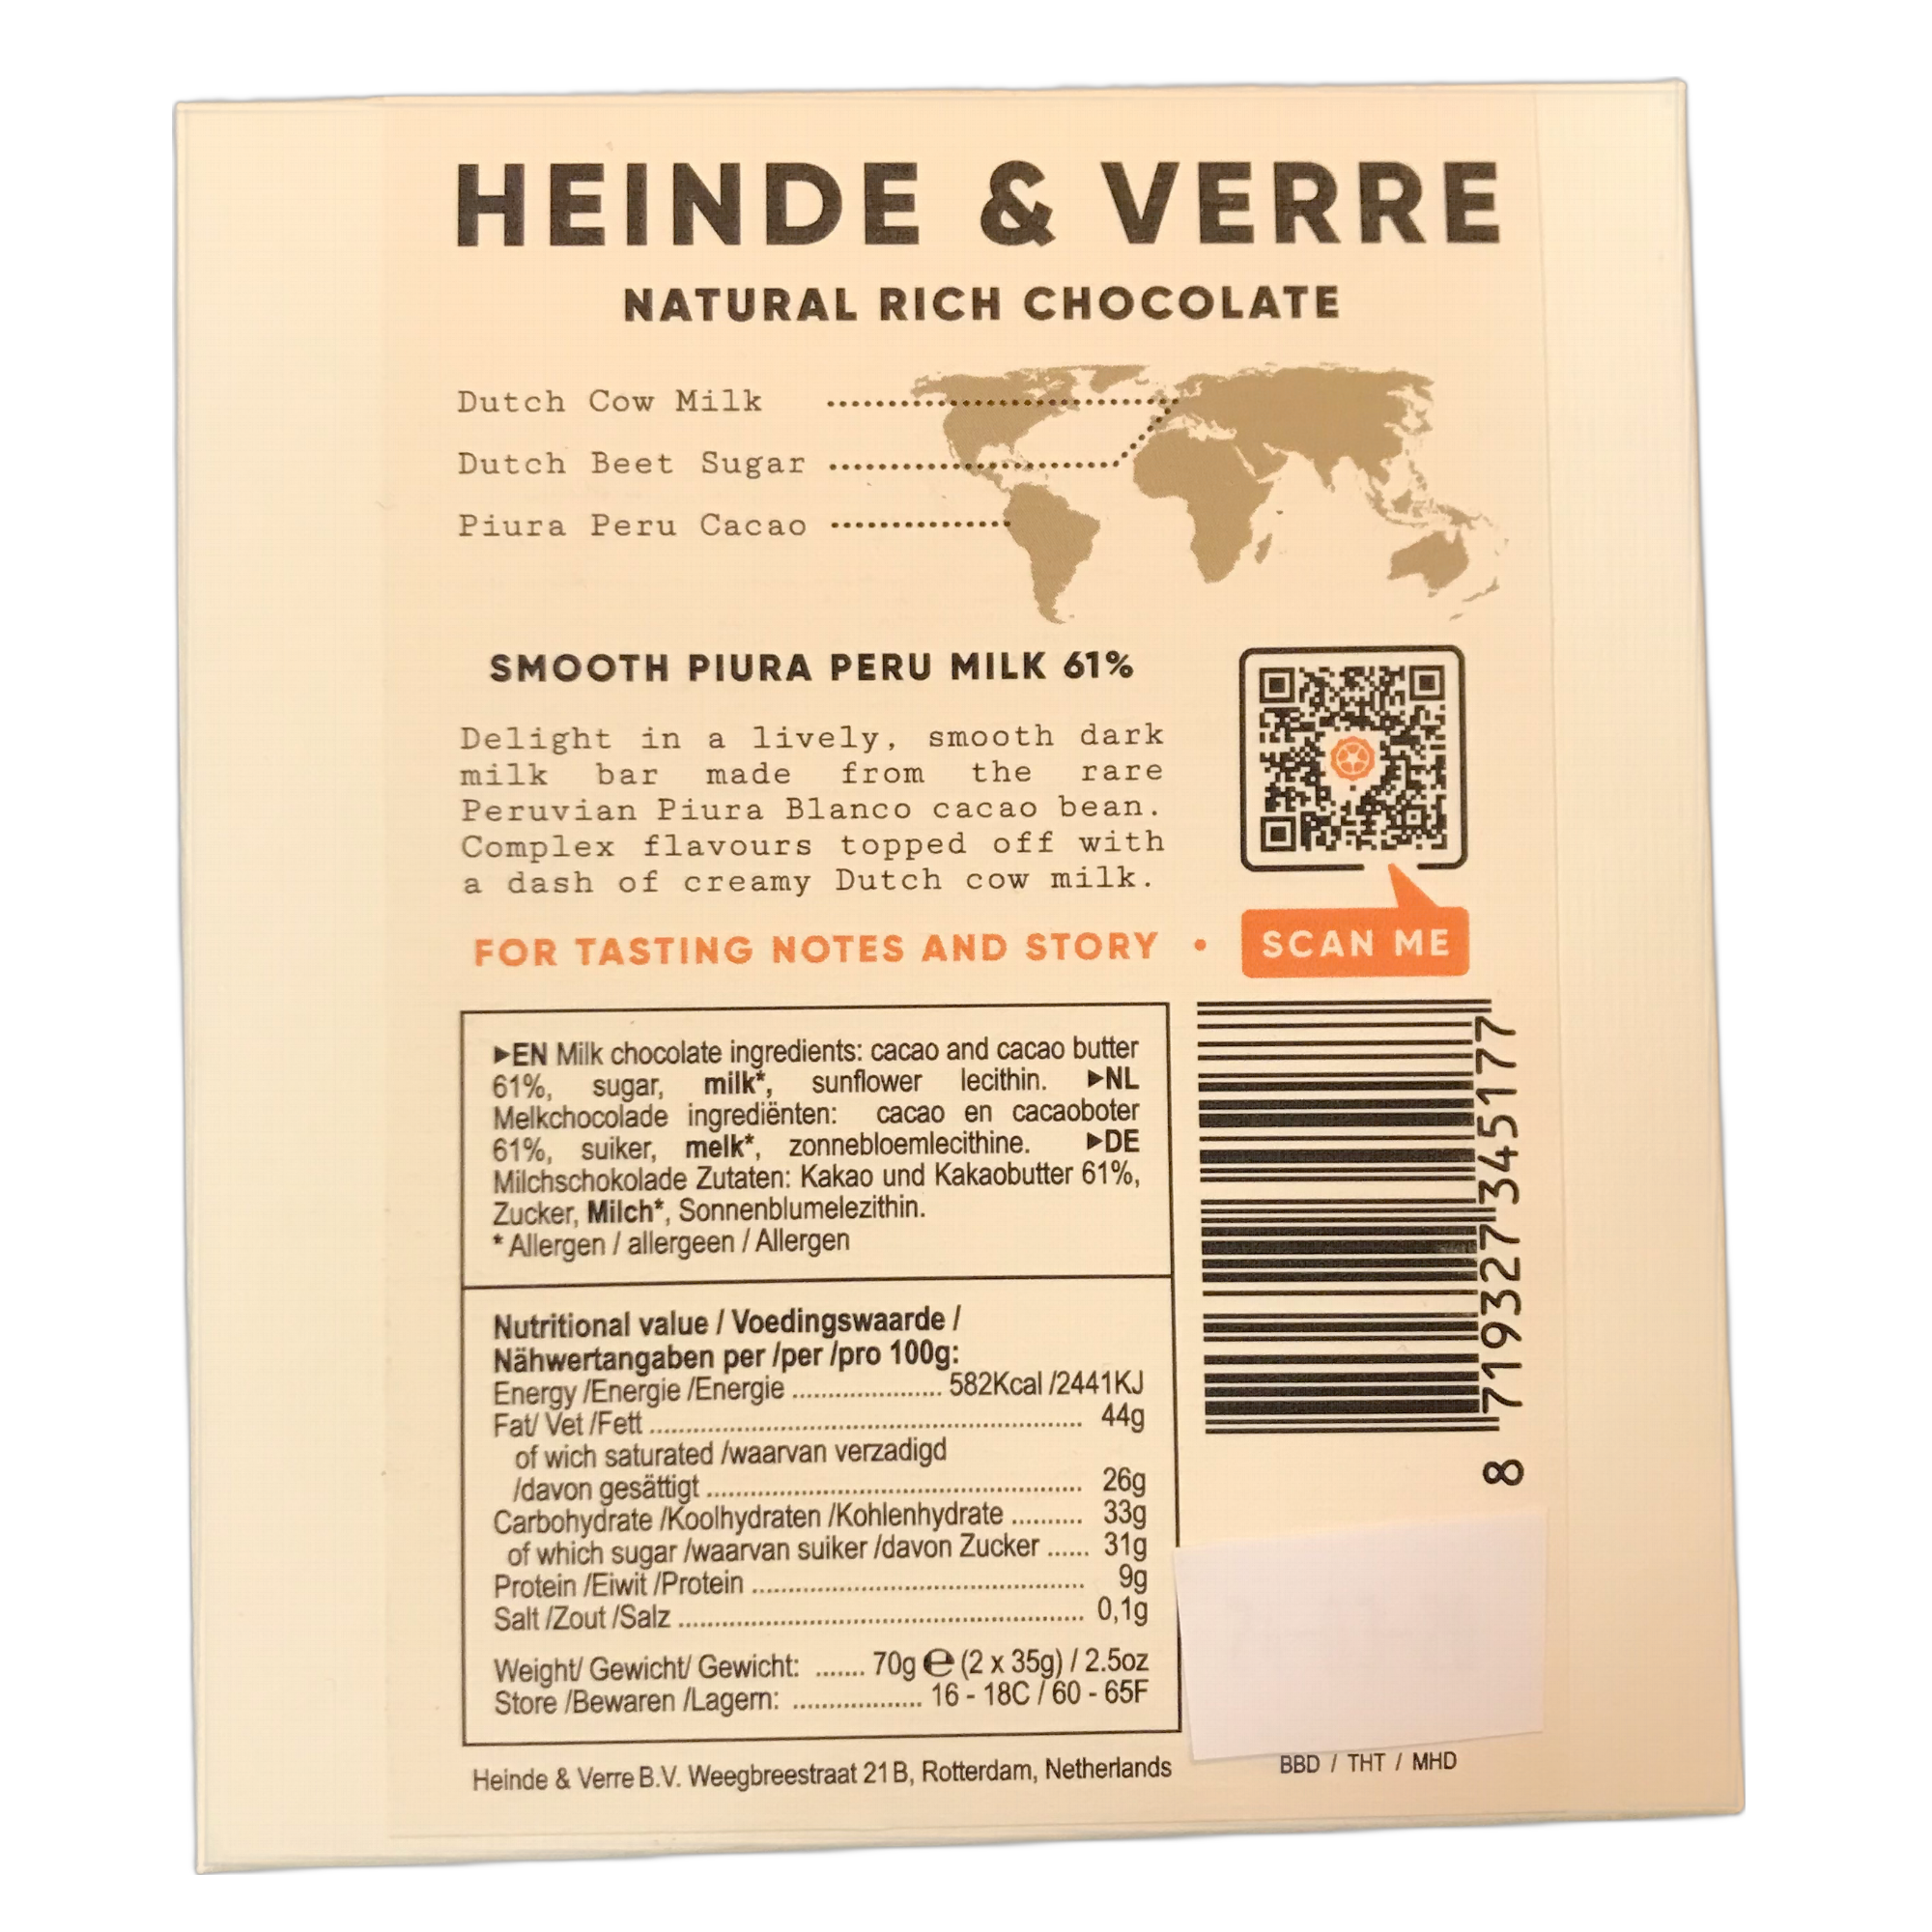 HEINDE & VERRE
NATURAL RICH CHOCOLATE
Dutch Cow Milk
Dutch Beet Sugar
Piura Peru Cacao
SMOOTH PIURA PERU MILK 61%
Delight in a lively, smooth dark
milk bar made from the rare
Peruvian Piura Blanco cacao bean.
Complex flavours topped off with
a dash of creamy Dutch cow milk.
FOR TASTING NOTES AND STORY •
SCAN ME
►EN Milk chocolate ingredients: cacao and cacao butter
61%, sugar, milk*, sunflower lecithin. ►NL
Melkchocolade ingrediënten: cacao en cacaoboter
61%, suiker, melk*, zonnebloemlecithine. ►DE
Milchschokolade Zutaten: Kakao und Kakaobutter 61%,
Zucker, Milch*, Sonnenblumelezithin.
* Allergen / allergeen / Allergen
Nutritional value / Voedingswaarde /
Nähwertangaben per /per /pro 100g:
Energy /Energie /Energie ..................... 582Kcal /2441KJ
Fat/ Vet /Fett ............................................................ 44g
of wich saturated /waarvan verzadigd
/davon gesättigt .................................................... 26g
Carbohydrate /Koolhydraten /Kohlenhydrate .......... 33g
of which sugar /waarvan suiker /davon Zucker ...... 31g
Protein /Eiwit /Protein .............................................. 9g
Salt /Zout /Salz ........................................................ 0,1g
Weight/ Gewicht/ Gewicht: ....... 70g ℮ (2 x 35g) / 2.5oz
Store /Bewaren /Lagern: .................. 16 - 18C / 60 - 65F
8 719327 345177
Heinde & Verre B.V. Weegbreestraat 21 B, Rotterdam, Netherlands
BBD / THT / MHD